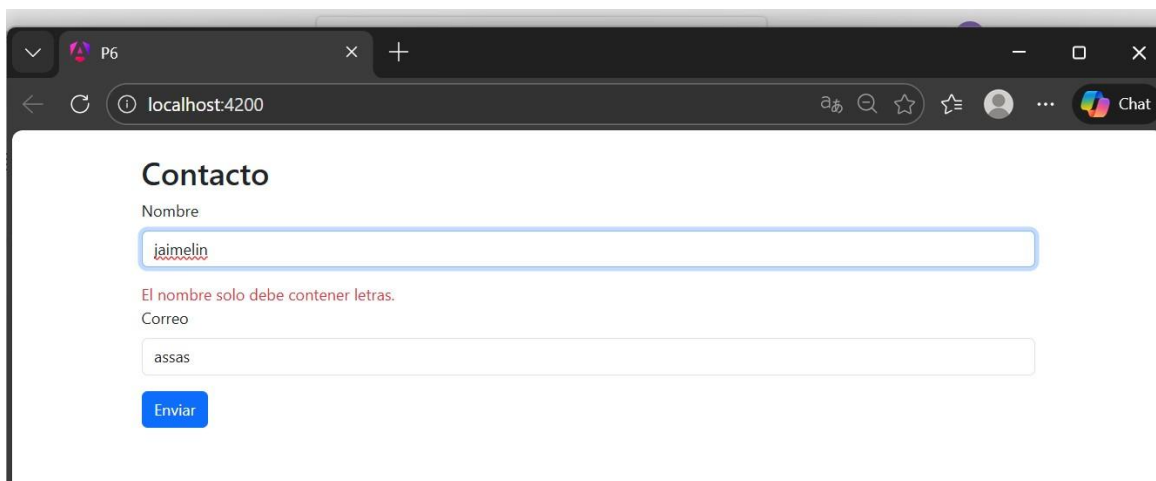 P6
localhost:4200
Chat
Contacto
Nombre
jaimelin
El nombre solo debe contener letras.
Correo
assas
Enviar